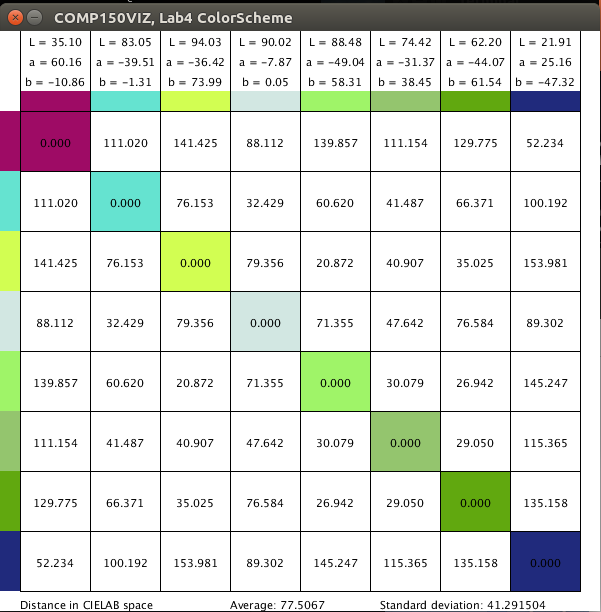 COMP150VIZ, Lab4 ColorScheme
L = 35.10 L = 83.05 L = 94.03 L = 90.02 L = 88.48 L = 74.42 L = 62.20 L = 21.91
a = 60.16 a = -39.51 a = -36.42 a = -7.87 a = -49.04 a = -31.37 a = -44.07 a = 25.16
b = -10.86 b = -1.31 b = 73.99 b = 0.05 b = 58.31 b = 38.45 b = 61.54 b = -47.32
0.000 111.020 141.425 88.112 139.857 111.154 129.775 52.234
111.020 0.000 76.153 32.429 60.620 41.487 66.371 100.192
141.425 76.153 0.000 79.356 20.872 40.907 35.025 153.981
88.112 32.429 79.356 0.000 71.355 47.642 76.584 89.302
139.857 60.620 20.872 71.355 0.000 30.079 26.942 145.247
111.154 41.487 40.907 47.642 30.079 0.000 29.050 115.365
129.775 66.371 35.025 76.584 26.942 29.050 0.000 135.158
52.234 100.192 153.981 89.302 145.247 115.365 135.158 0.000
Distance in CIELAB space Average: 77.5067 Standard deviation: 41.291504